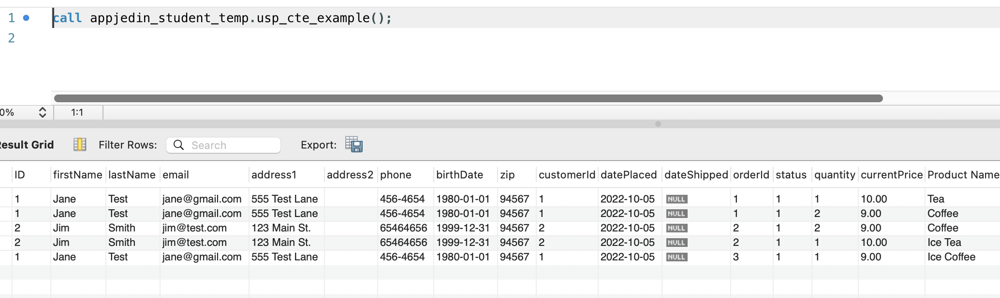 1 call appjedin_student_temp.usp_cte_example();
2
0% 1:1
esult Grid Filter Rows: Search Export:
ID firstName lastName email address1 address2 phone birthDate zip customerId datePlaced dateShipped orderId status quantity currentPrice Product Name
1 Jane Test jane@gmail.com 555 Test Lane 456-4654 1980-01-01 94567 1 2022-10-05 NULL 1 1 1 10.00 Tea
1 Jane Test jane@gmail.com 555 Test Lane 456-4654 1980-01-01 94567 1 2022-10-05 NULL 1 1 2 9.00 Coffee
2 Jim Smith jim@test.com 123 Main St. 65464656 1999-12-31 94567 2 2022-10-05 NULL 2 1 2 9.00 Coffee
2 Jim Smith jim@test.com 123 Main St. 65464656 1999-12-31 94567 2 2022-10-05 NULL 2 1 1 10.00 Ice Tea
1 Jane Test jane@gmail.com 555 Test Lane 456-4654 1980-01-01 94567 1 2022-10-05 NULL 3 1 1 9.00 Ice Coffee